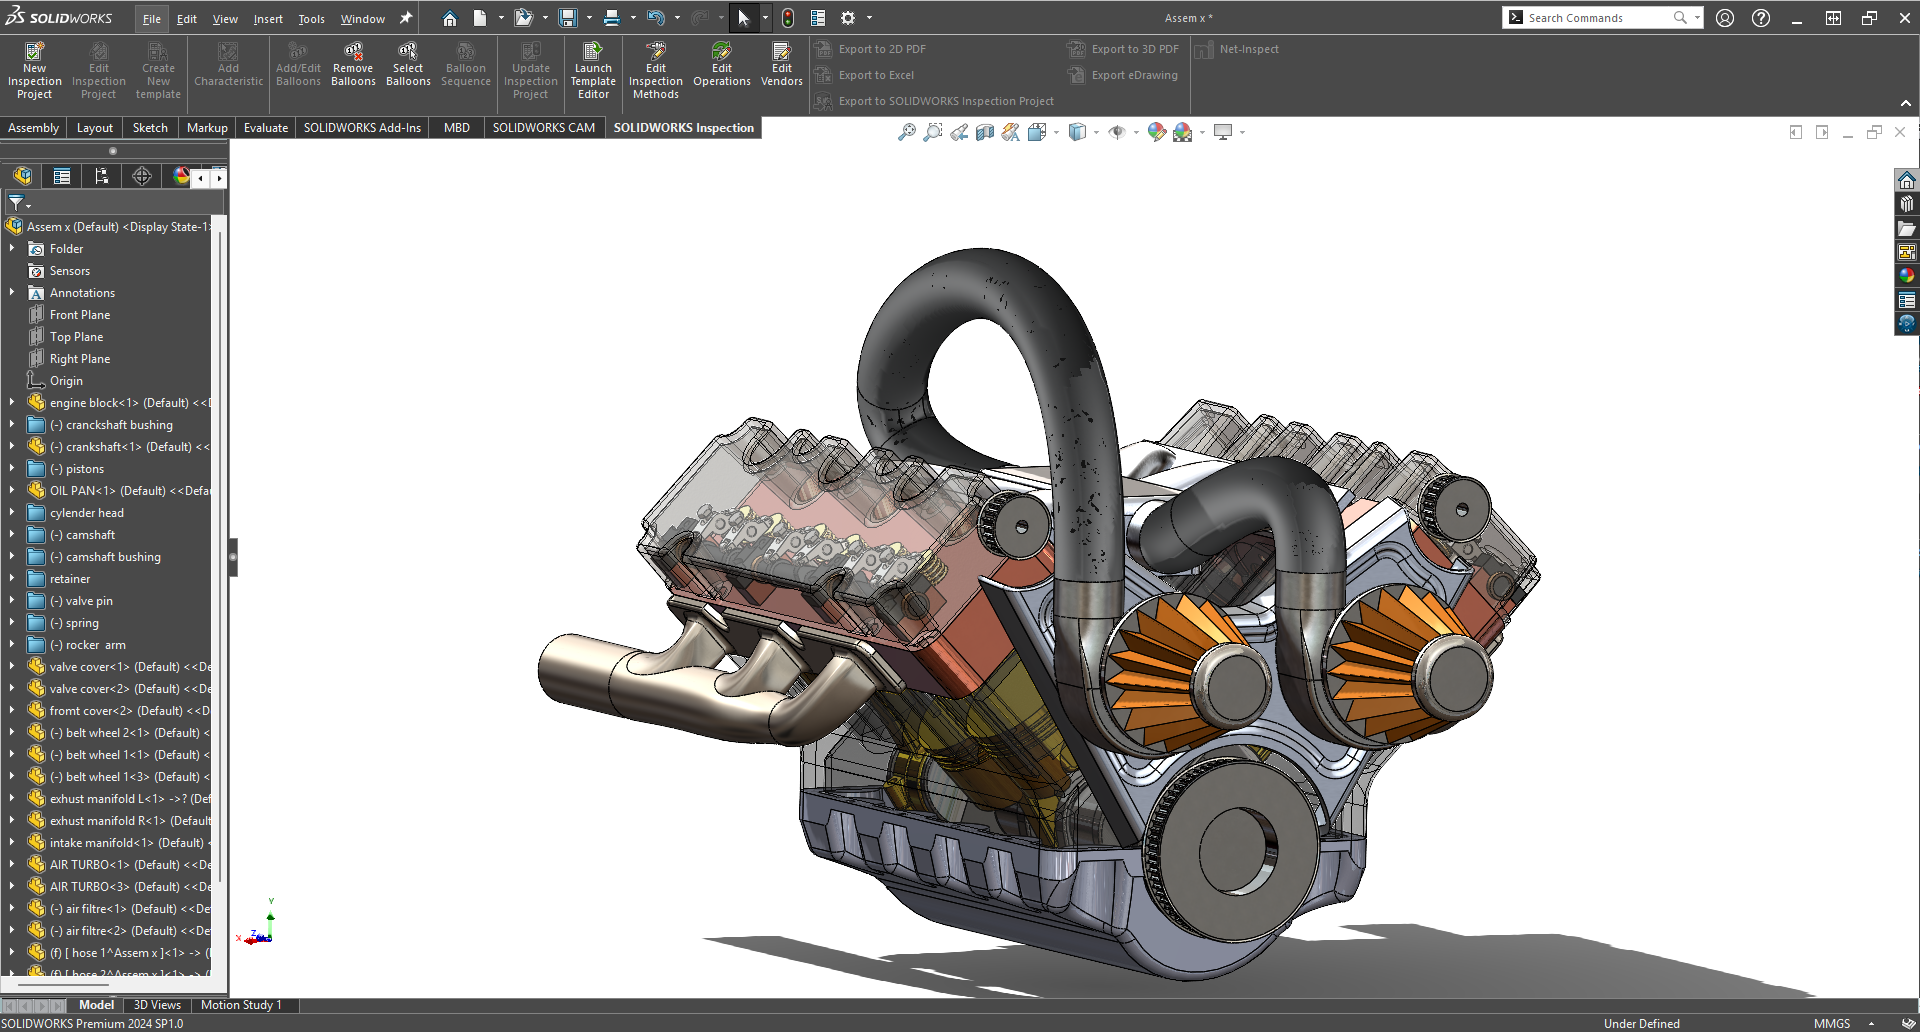 SOLIDWORKS
File Edit View Insert Tools Window
Assem x *
Search Commands
New Inspection Project
Edit Inspection Project
Create New template
Add Characteristic
Add/Edit Balloons
Remove Balloons
Select Balloons
Balloon Sequence
Update Inspection Project
Launch Template Editor
Edit Inspection Methods
Edit Operations
Edit Vendors
Export to 2D PDF
Export to Excel
Export to SOLIDWORKS Inspection Project
Export to 3D PDF
Export eDrawing
Net-Inspect
Assembly Layout Sketch Markup Evaluate SOLIDWORKS Add-Ins MBD SOLIDWORKS CAM SOLIDWORKS Inspection
Assem x (Default) <Display State-1>
Folder
Sensors
Annotations
Front Plane
Top Plane
Right Plane
Origin
engine block<1> (Default) <<D
(-) cranckshaft bushing
(-) crankshaft<1> (Default) <<
(-) pistons
OIL PAN<1> (Default) <<Defau
cylender head
(-) camshaft
(-) camshaft bushing
retainer
(-) valve pin
(-) spring
(-) rocker arm
valve cover<1> (Default) <<De
valve cover<2> (Default) <<De
fromt cover<2> (Default) <<D
(-) belt wheel 2<1> (Default) <
(-) belt wheel 1<1> (Default) <
(-) belt wheel 1<3> (Default) <
exhust manifold L<1> ->? (Def
exhust manifold R<1> (Default
intake manifold<1> (Default) <
AIR TURBO<1> (Default) <<De
AIR TURBO<3> (Default) <<De
(-) air filtre<1> (Default) <<De
(-) air filtre<2> (Default) <<De
(f) [ hose 1^Assem x ]<1> -> (
(f) [ hose 2^Assem x ]<1> -> (
Y
Z
X
Model 3D Views Motion Study 1
SOLIDWORKS Premium 2024 SP1.0
Under Defined
MMGS